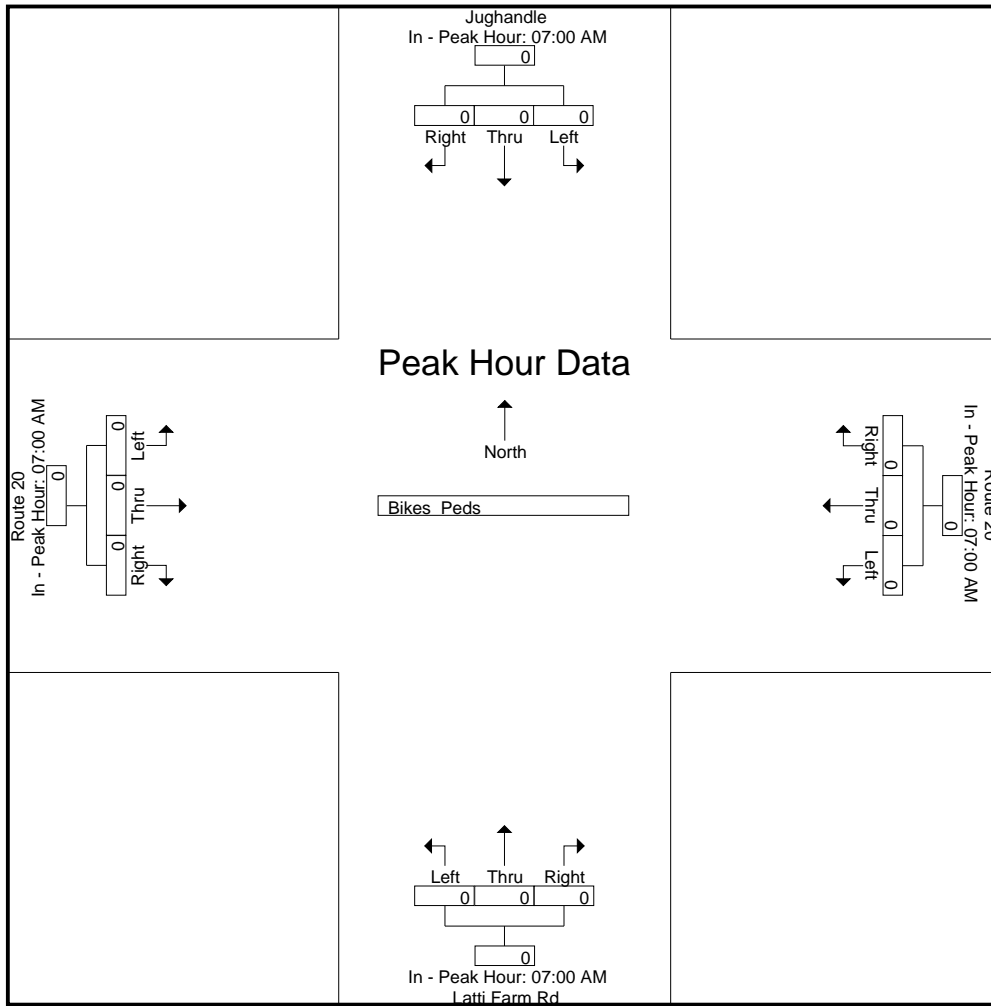 Jughandle
In - Peak Hour: 07:00 AM
0
0 0 0
Right Thru Left
Peak Hour Data
North
Bikes Peds
Route 20
In - Peak Hour: 07:00 AM
0
0 0 0
Left Thru Right
Route 20
In - Peak Hour: 07:00 AM
0
0 0 0
Right Thru Left
Left Thru Right
0 0 0
0
In - Peak Hour: 07:00 AM
Latti Farm Rd